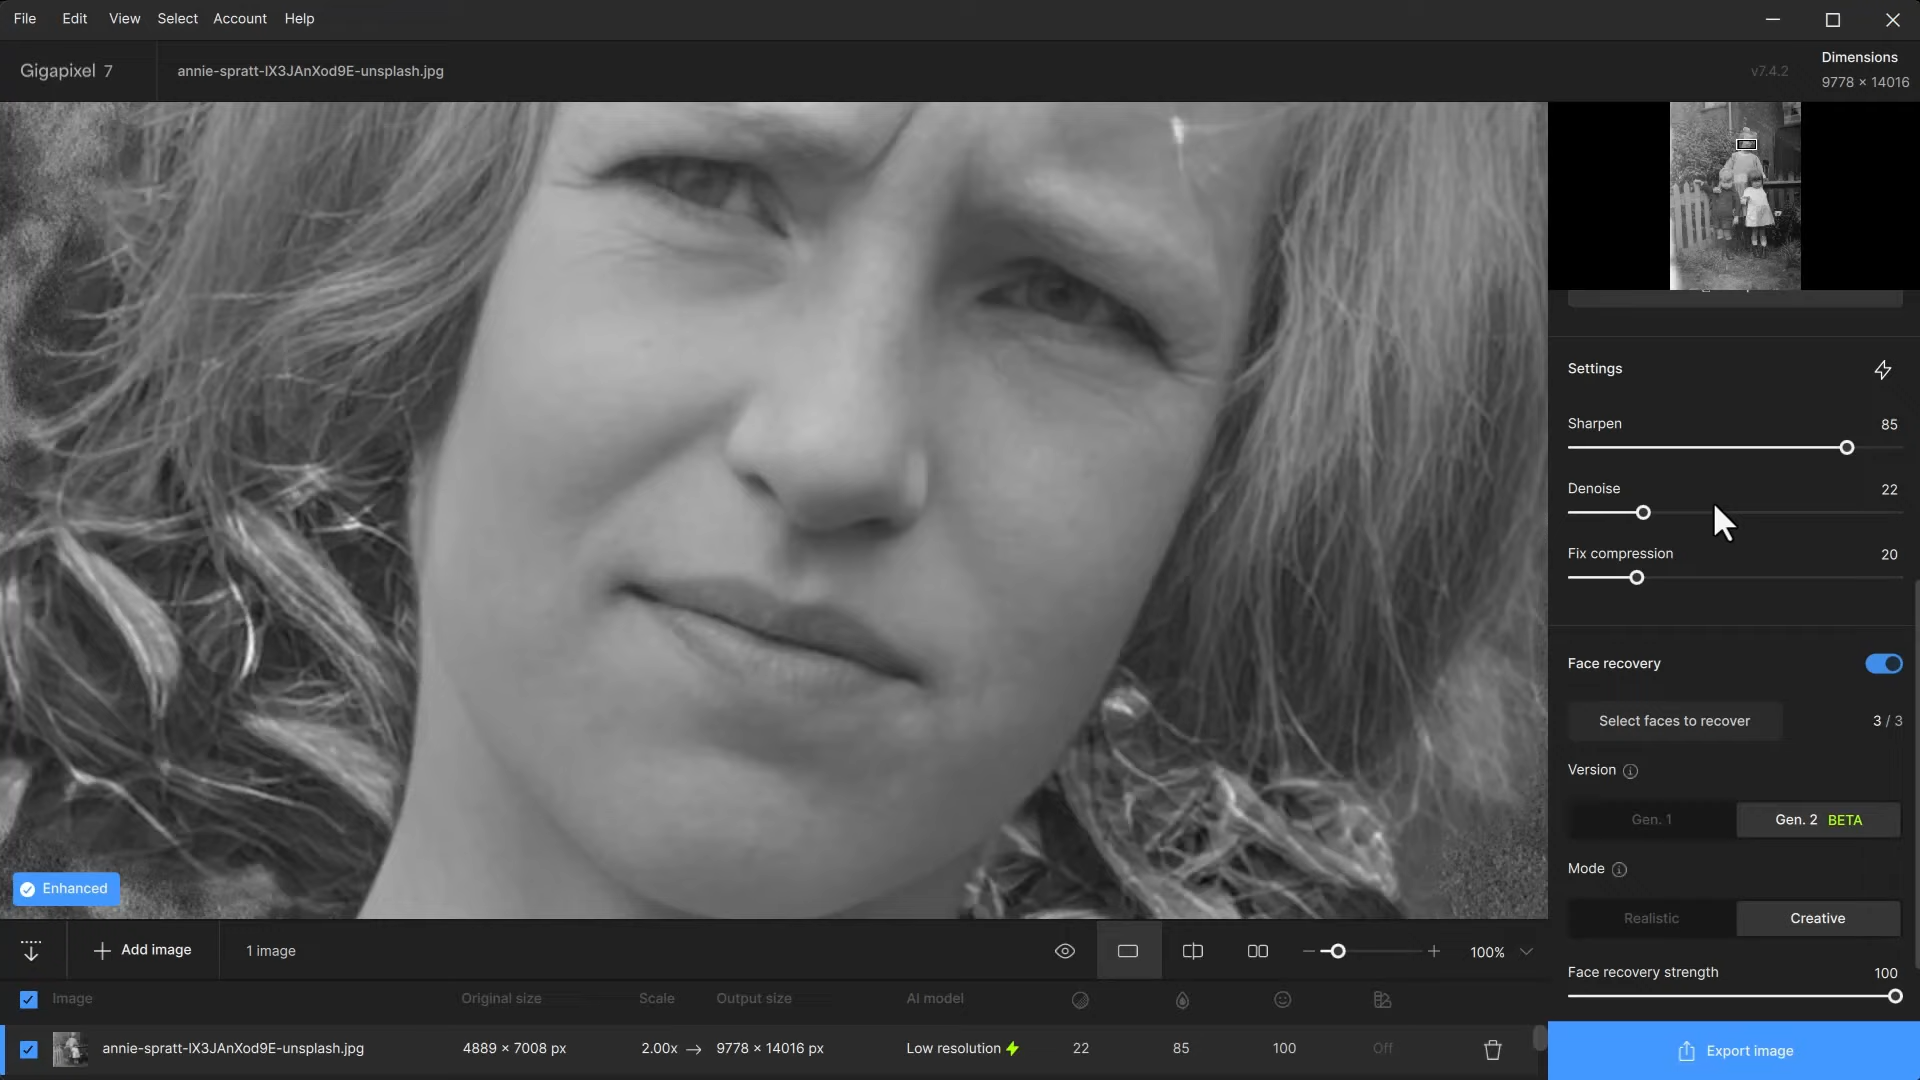 File Edit View Select Account Help
Gigapixel 7 annie-spratt-lX3JAnXod9E-unsplash.jpg v7.4.2 Dimensions
9778 × 14016
Settings
Sharpen 85
Denoise 22
Fix compression 20
Face recovery
Select faces to recover 3 / 3
Version
Gen. 1 Gen. 2 BETA
Mode
Realistic Creative
Face recovery strength 100
Export image
Enhanced
Add image 1 image 100%
Image Original size Scale Output size AI model
annie-spratt-lX3JAnXod9E-unsplash.jpg 4889 × 7008 px 2.00x → 9778 × 14016 px Low resolution 22 85 100 Off